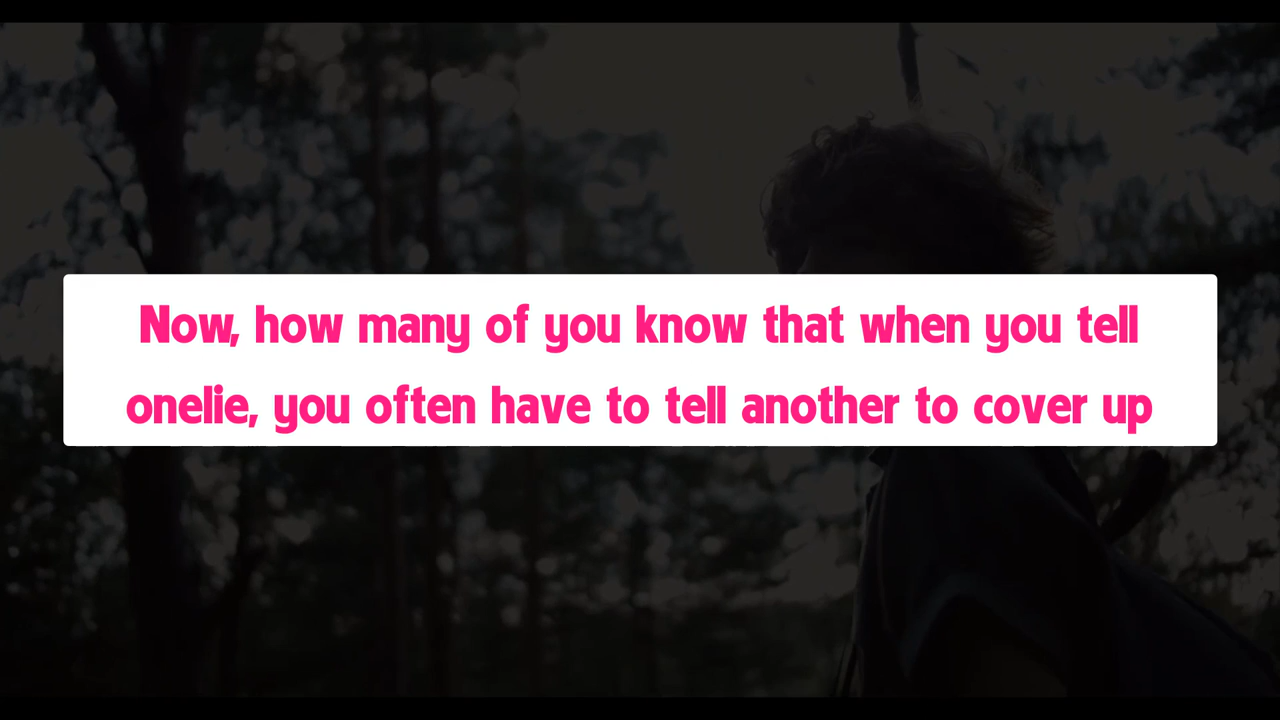 Now, how many of you know that when you tell
onelie, you often have to tell another to cover up